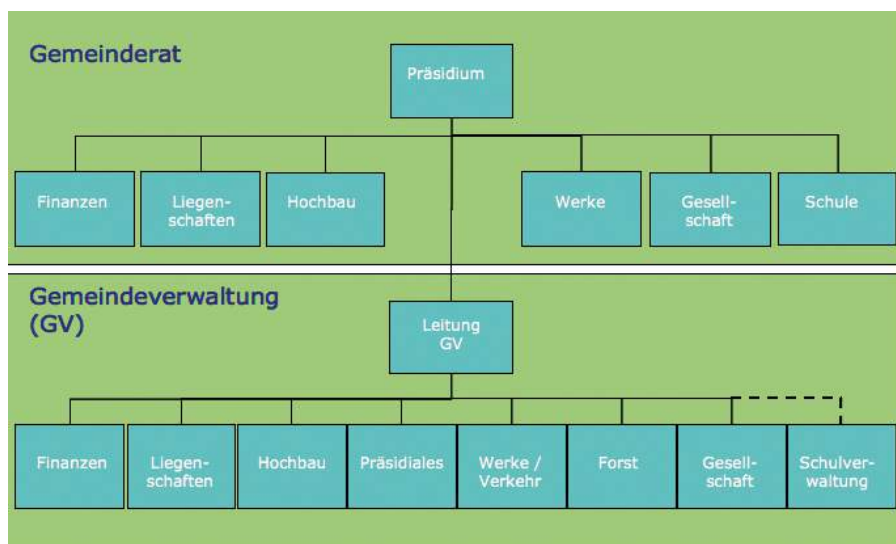 Gemeinderat
Präsidium
Finanzen
Liegen-
schaften
Hochbau
Werke
Gesell-
schaft
Schule
Gemeindeverwaltung
(GV)
Leitung
GV
Finanzen
Liegen-
schaften
Hochbau
Präsidiales
Werke /
Verkehr
Forst
Gesell-
schaft
Schulver-
waltung